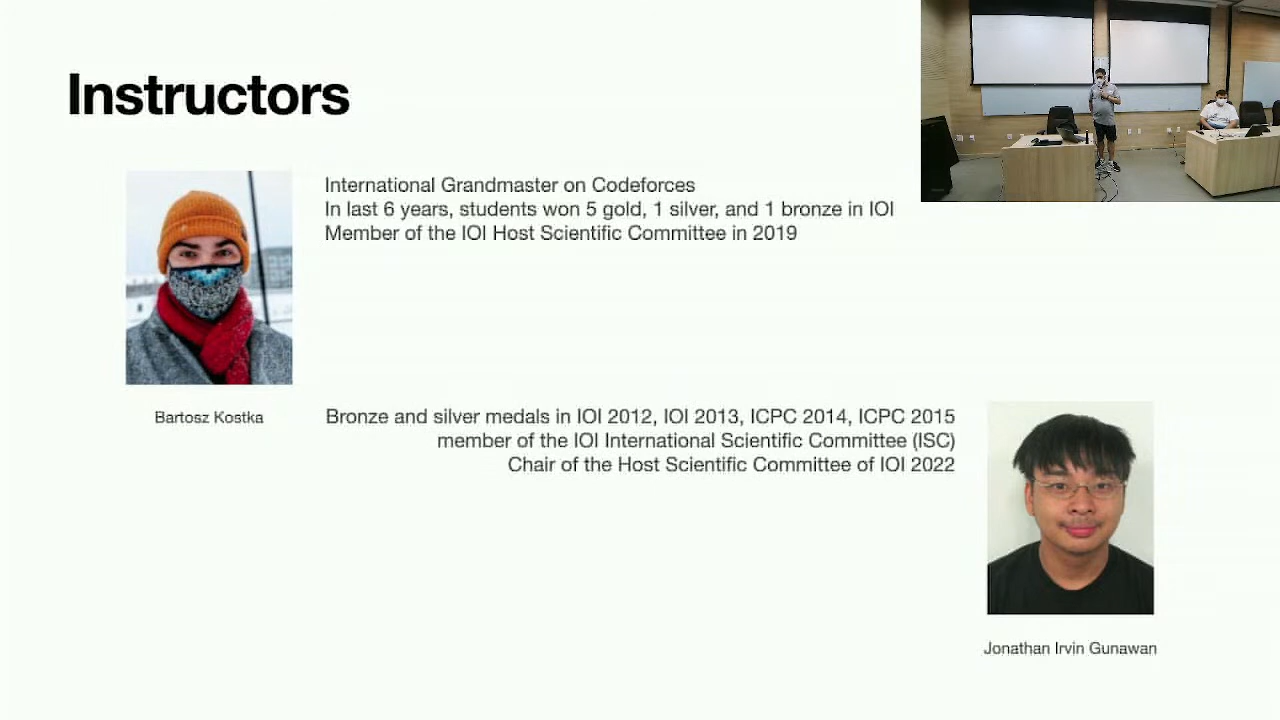 Instructors
International Grandmaster on Codeforces
In last 6 years, students won 5 gold, 1 silver, and 1 bronze in IOI
Member of the IOI Host Scientific Committee in 2019
Bartosz Kostka
Bronze and silver medals in IOI 2012, IOI 2013, ICPC 2014, ICPC 2015
member of the IOI International Scientific Committee (ISC)
Chair of the Host Scientific Committee of IOI 2022
Jonathan Irvin Gunawan